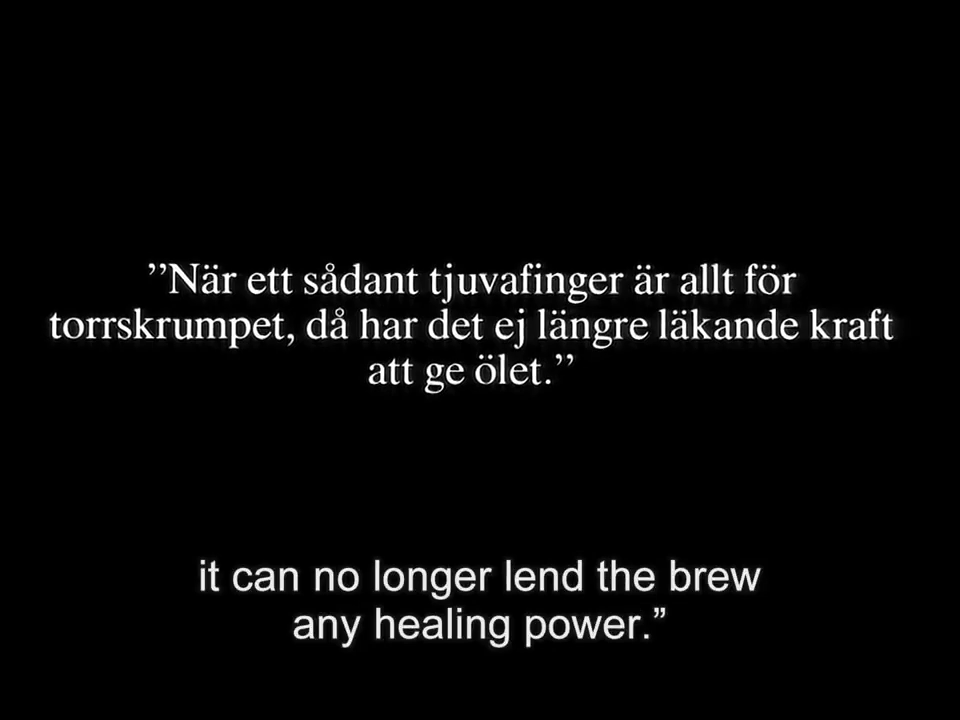 ”När ett sådant tjuvafinger är allt för
torrskrumpet, då har det ej längre läkande kraft
att ge ölet.”
it can no longer lend the brew
any healing power.”